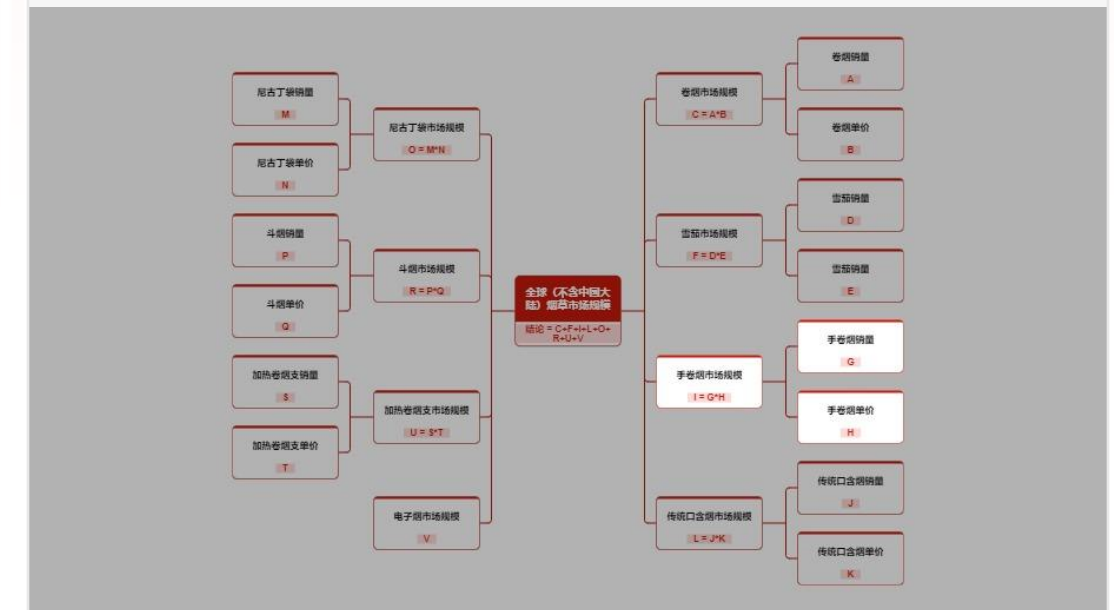 尼古丁袋销量
M
尼古丁袋单价
N
尼古丁袋市场规模
O = M*N
斗烟销量
P
斗烟单价
Q
斗烟市场规模
R = P*Q
加热卷烟支销量
S
加热卷烟支单价
T
加热卷烟支市场规模
U = S*T
电子烟市场规模
V
全球（不含中国大
陆）烟草市场规模
结论 = C+F+I+L+O+
R+U+V
卷烟市场规模
C = A*B
卷烟销量
A
卷烟单价
B
雪茄市场规模
F = D*E
雪茄销量
D
雪茄销量
E
手卷烟市场规模
I = G*H
手卷烟销量
G
手卷烟单价
H
传统口含烟市场规模
L = J*K
传统口含烟销量
J
传统口含烟单价
K